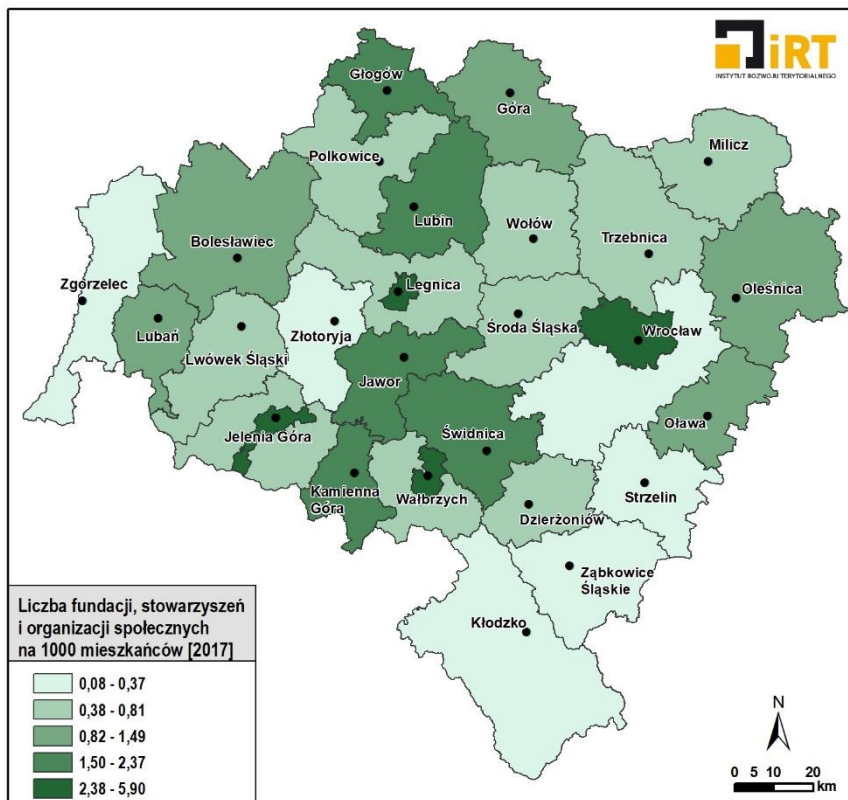 iRT
INSTYTUT ROZWOJU TERYTORIALNEGO
Głogów
Góra
Milicz
Polkowice
Lubin
Wołów
Trzebnica
Bolesławiec
Zgorzelec
Legnica
Oleśnica
Lubań
Złotoryja
Środa Śląska
Wrocław
Lwówek Śląski
Jawor
Jelenia Góra
Świdnica
Oława
Kamienna
Góra
Wałbrzych
Strzelin
Dzierżoniów
Ząbkowice
Śląskie
Kłodzko
Liczba fundacji, stowarzyszeń
i organizacji społecznych
na 1000 mieszkańców [2017]
0,08 - 0,37
0,38 - 0,81
0,82 - 1,49
1,50 - 2,37
2,38 - 5,90
N
0 5 10 20
km